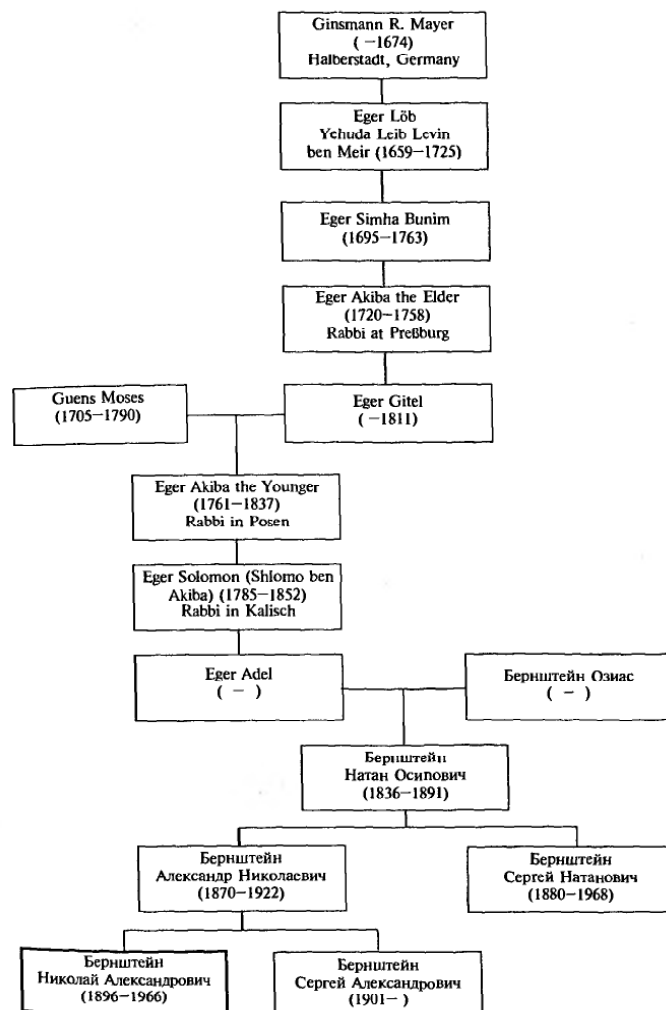 Ginsmann R. Mayer
( –1674)
Halberstadt, Germany
Eger Löb
Yehuda Leib Levin
ben Meir (1659–1725)
Eger Simha Bunim
(1695–1763)
Eger Akiba the Elder
(1720–1758)
Rabbi at Preßburg
Guens Moses
(1705–1790)
Eger Gitel
( –1811)
Eger Akiba the Younger
(1761–1837)
Rabbi in Posen
Eger Solomon (Shlomo ben
Akiba) (1785–1852)
Rabbi in Kalisch
Eger Adel
( – )
Бернштейн Озиас
( – )
Бернштейн
Натан Осипович
(1836–1891)
Бернштейн
Александр Николаевич
(1870–1922)
Бернштейн
Сергей Натанович
(1880–1968)
Бернштейн
Николай Александрович
(1896–1966)
Бернштейн
Сергей Алексадрович
(1901– )